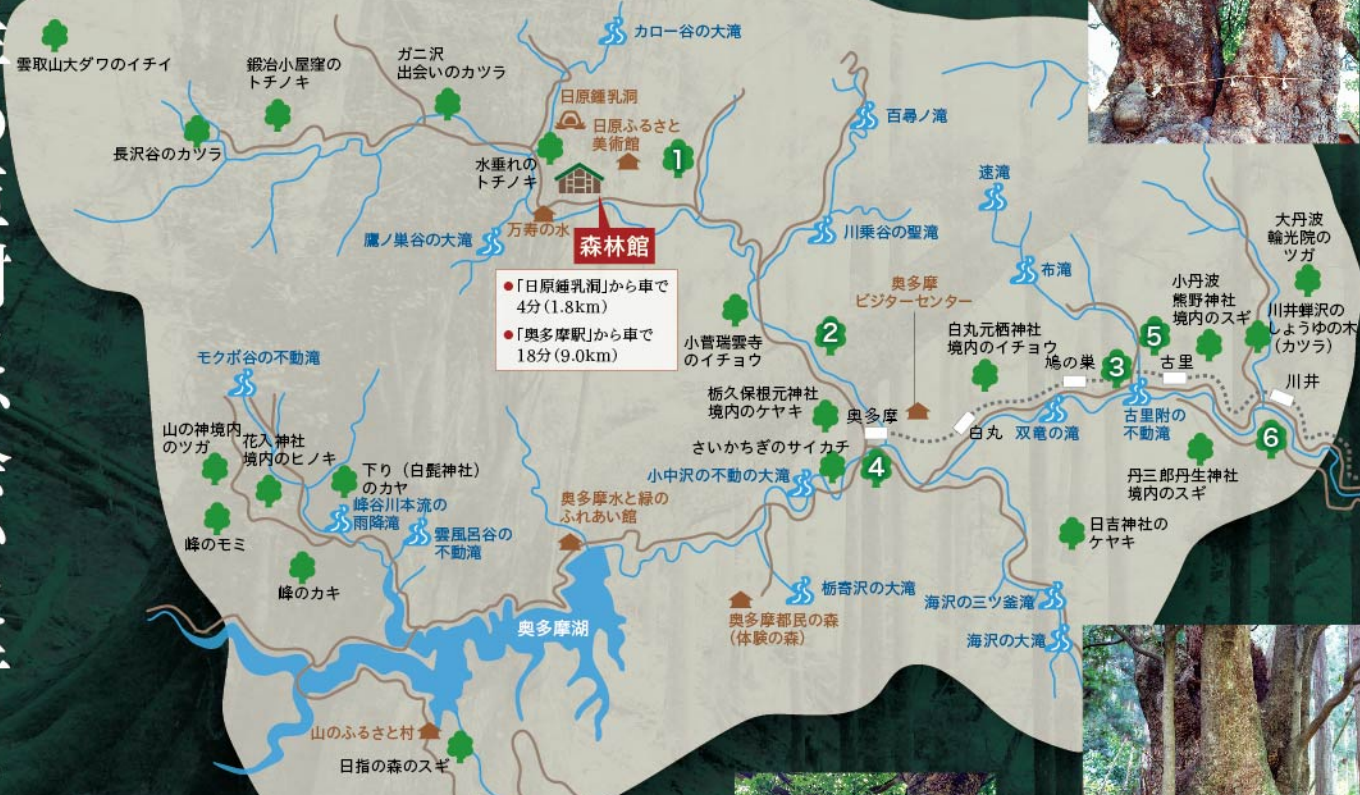 雲取山大ダワのイチイ
鍛冶小屋窪の
トチノキ
ガニ沢
出会いのカツラ
カロー谷の大滝
長沢谷のカツラ
日原鍾乳洞
日原ふるさと
美術館
水垂れの
トチノキ
1
百尋ノ滝
万寿の水
鷹ノ巣谷の大滝
森林館
●「日原鍾乳洞」から車で
4分（1.8km）
●「奥多摩駅」から車で
18分（9.0km）
川乗谷の聖滝
速滝
布滝
大丹波
輪光院の
ツガ
小丹波
熊野神社
境内のスギ
川井蝉沢の
しょうゆの木
（カツラ）
奥多摩
ビジターセンター
小菅瑞雲寺
のイチョウ
2
白丸元栖神社
境内のイチョウ
鳩の巣
3
5
古里
川井
モクボ谷の不動滝
栃久保根元神社
境内のケヤキ
奥多摩
白丸
双竜の滝
古里附の
不動滝
6
さいかちぎのサイカチ
4
小中沢の不動の大滝
丹三郎丹生神社
境内のスギ
山の神境内
のツガ
花入神社
境内のヒノキ
下り（白髭神社）
のカヤ
峰谷川本流の
雨降滝
雲風呂谷の
不動滝
奥多摩水と緑の
ふれあい館
日吉神社の
ケヤキ
峰のモミ
峰のカキ
栃寄沢の大滝
奥多摩都民の森
（体験の森）
海沢の三ツ釜滝
海沢の大滝
奥多摩湖
山のふるさと村
日指の森のスギ